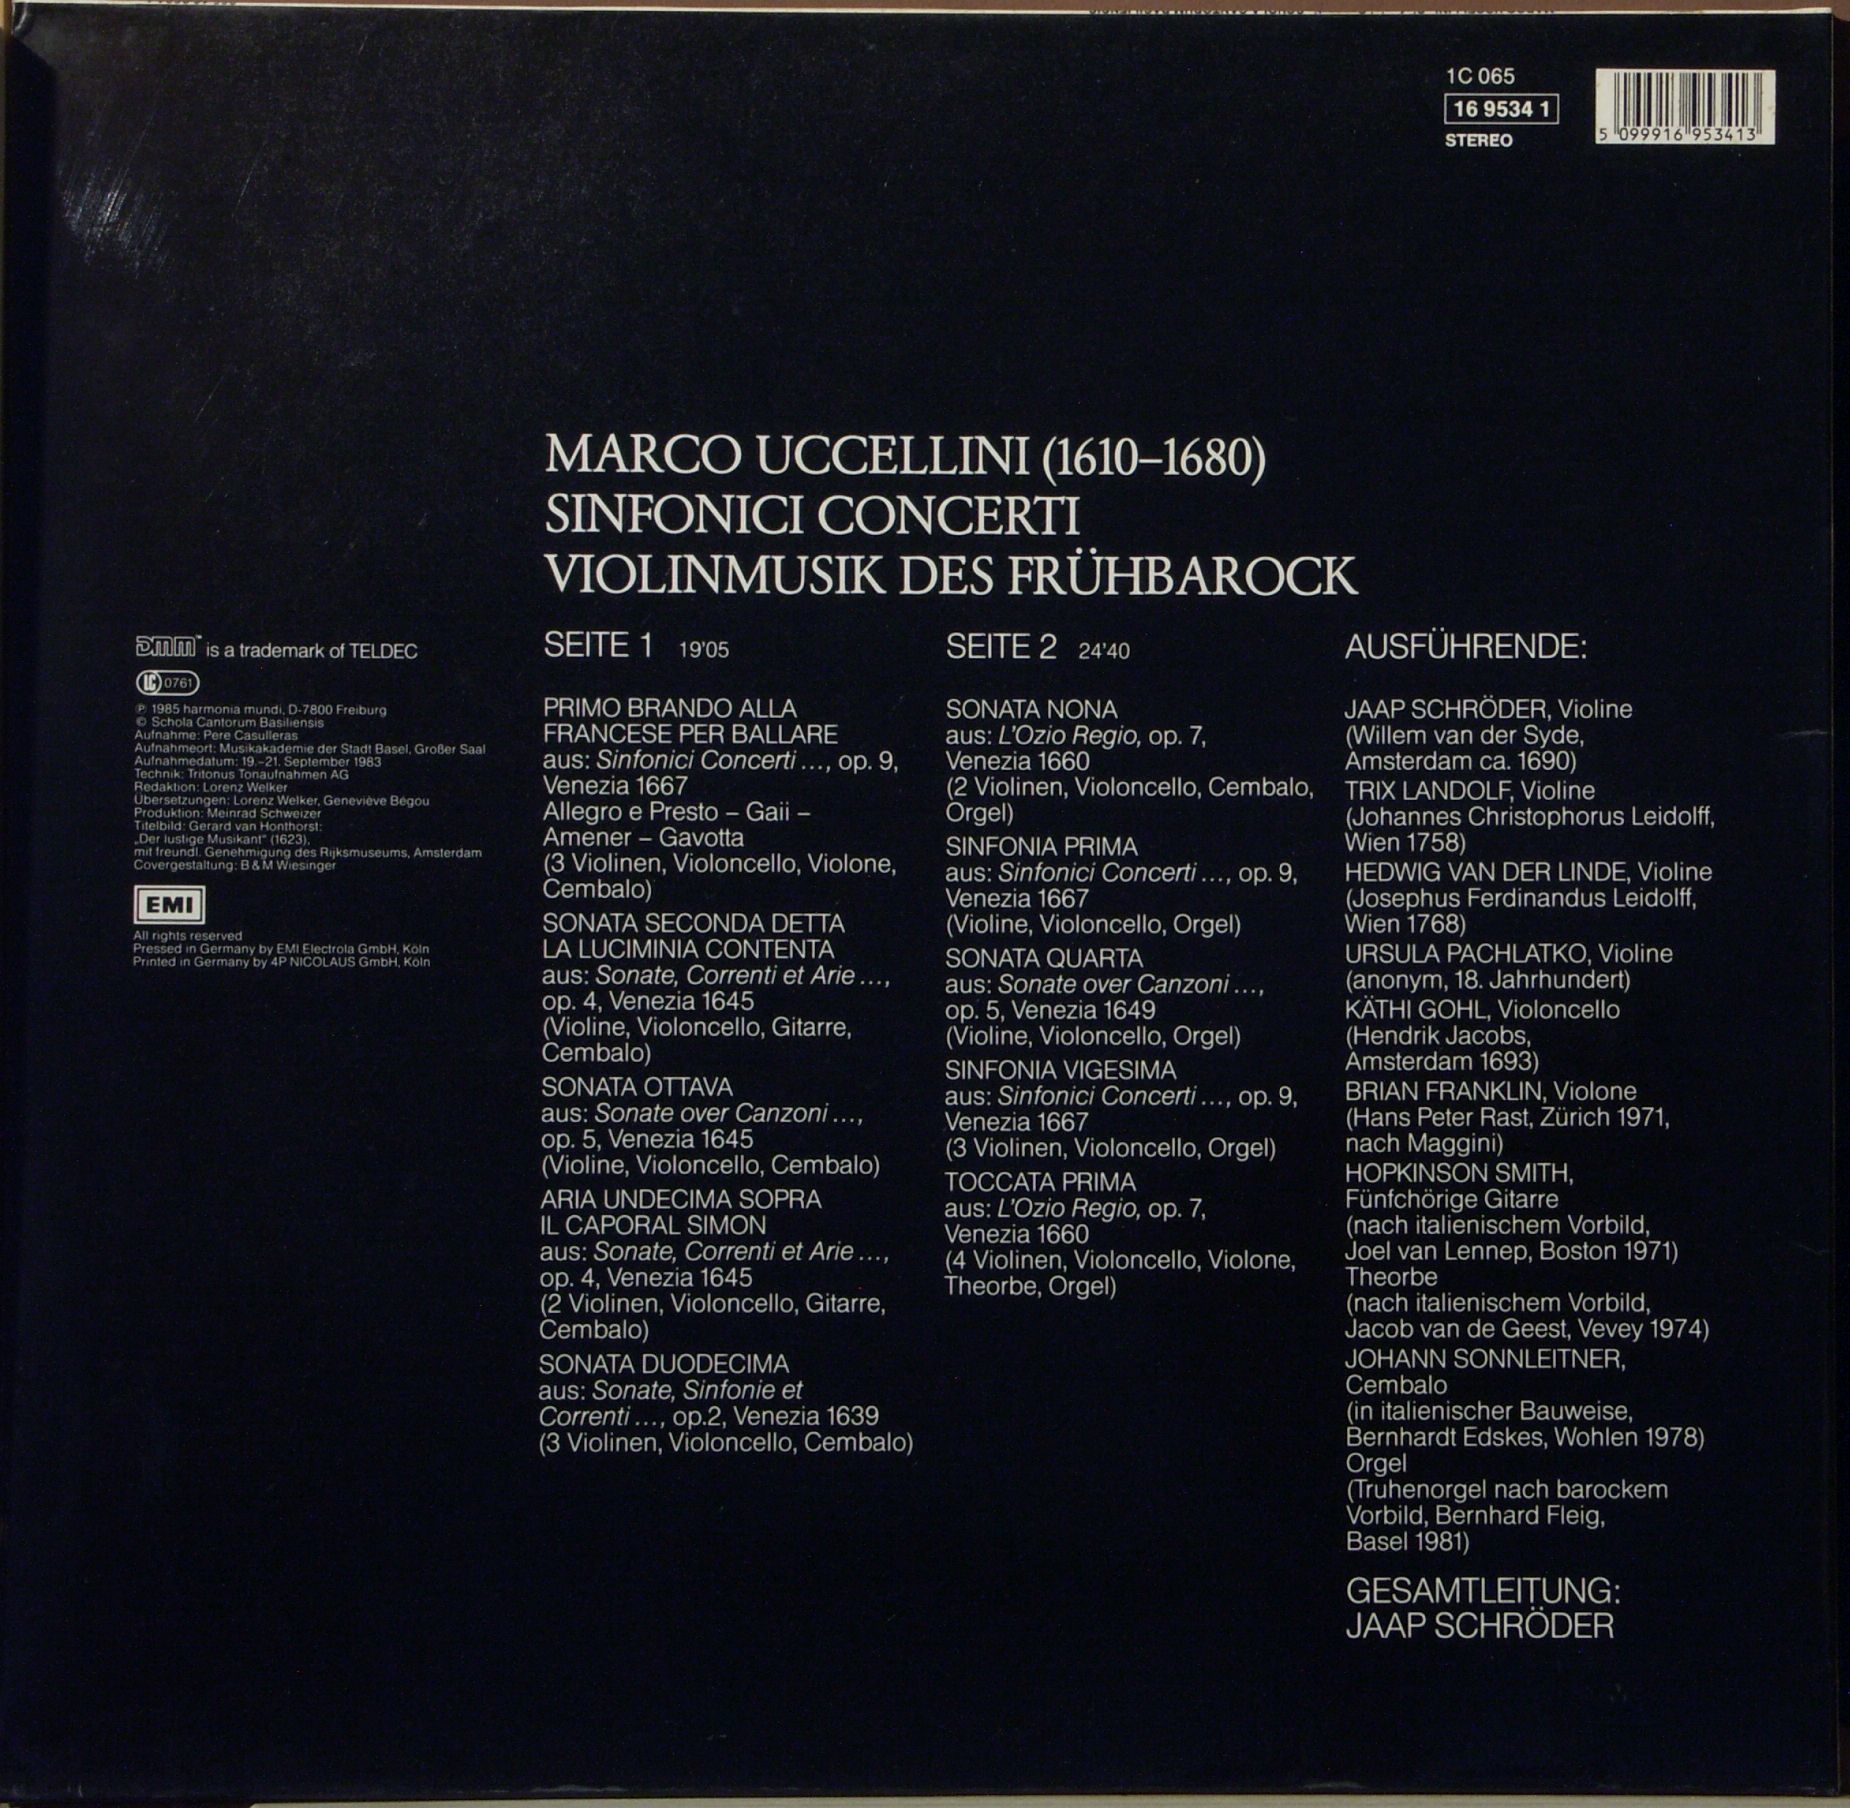 1C 065
16 9534 1
STEREO
5 099916 953413
MARCO UCCELLINI (1610–1680)
SINFONICI CONCERTI
VIOLINMUSIK DES FRÜHBAROCK
DMM™ is a trademark of TELDEC
LC 0761
℗ 1985 harmonia mundi, D-7800 Freiburg
© Schola Cantorum Basiliensis
Aufnahme: Pere Casulleras
Aufnahmeort: Musikakademie der Stadt Basel, Großer Saal
Aufnahmedatum: 19.–21. September 1983
Technik: Tritonus Tonaufnahmen AG
Redaktion: Lorenz Welker
Übersetzungen: Lorenz Welker, Geneviève Bégou
Produktion: Meinrad Schweizer
Titelbild: Gerard van Honthorst:
„Der lustige Musikant" (1623),
mit freundl. Genehmigung des Rijksmuseums, Amsterdam
Covergestaltung: B & M Wiesinger
EMI
All rights reserved
Pressed in Germany by EMI Electrola GmbH, Köln
Printed in Germany by 4P NICOLAUS GmbH, Köln
SEITE 1 19'05
PRIMO BRANDO ALLA
FRANCESE PER BALLARE
aus: Sinfonici Concerti ..., op. 9,
Venezia 1667
Allegro e Presto – Gaii –
Amener – Gavotta
(3 Violinen, Violoncello, Violone,
Cembalo)
SONATA SECONDA DETTA
LA LUCIMINIA CONTENTA
aus: Sonate, Correnti et Arie ...,
op. 4, Venezia 1645
(Violine, Violoncello, Gitarre,
Cembalo)
SONATA OTTAVA
aus: Sonate over Canzoni ...,
op. 5, Venezia 1645
(Violine, Violoncello, Cembalo)
ARIA UNDECIMA SOPRA
IL CAPORAL SIMON
aus: Sonate, Correnti et Arie ...,
op. 4, Venezia 1645
(2 Violinen, Violoncello, Gitarre,
Cembalo)
SONATA DUODECIMA
aus: Sonate, Sinfonie et
Correnti ..., op.2, Venezia 1639
(3 Violinen, Violoncello, Cembalo)
SEITE 2 24'40
SONATA NONA
aus: L'Ozio Regio, op. 7,
Venezia 1660
(2 Violinen, Violoncello, Cembalo,
Orgel)
SINFONIA PRIMA
aus: Sinfonici Concerti ..., op. 9,
Venezia 1667
(Violine, Violoncello, Orgel)
SONATA QUARTA
aus: Sonate over Canzoni ...,
op. 5, Venezia 1649
(Violine, Violoncello, Orgel)
SINFONIA VIGESIMA
aus: Sinfonici Concerti ..., op. 9,
Venezia 1667
(3 Violinen, Violoncello, Orgel)
TOCCATA PRIMA
aus: L'Ozio Regio, op. 7,
Venezia 1660
(4 Violinen, Violoncello, Violone,
Theorbe, Orgel)
AUSFÜHRENDE:
JAAP SCHRÖDER, Violine
(Willem van der Syde,
Amsterdam ca. 1690)
TRIX LANDOLF, Violine
(Johannes Christophorus Leidolff,
Wien 1758)
HEDWIG VAN DER LINDE, Violine
(Josephus Ferdinandus Leidolff,
Wien 1768)
URSULA PACHLATKO, Violine
(anonym, 18. Jahrhundert)
KÄTHI GOHL, Violoncello
(Hendrik Jacobs,
Amsterdam 1693)
BRIAN FRANKLIN, Violone
(Hans Peter Rast, Zürich 1971,
nach Maggini)
HOPKINSON SMITH,
Fünfchörige Gitarre
(nach italienischem Vorbild,
Joel van Lennep, Boston 1971)
Theorbe
(nach italienischem Vorbild,
Jacob van de Geest, Vevey 1974)
JOHANN SONNLEITNER,
Cembalo
(in italienischer Bauweise,
Bernhardt Edskes, Wohlen 1978)
Orgel
(Truhenorgel nach barockem
Vorbild, Bernhard Fleig,
Basel 1981)
GESAMTLEITUNG:
JAAP SCHRÖDER